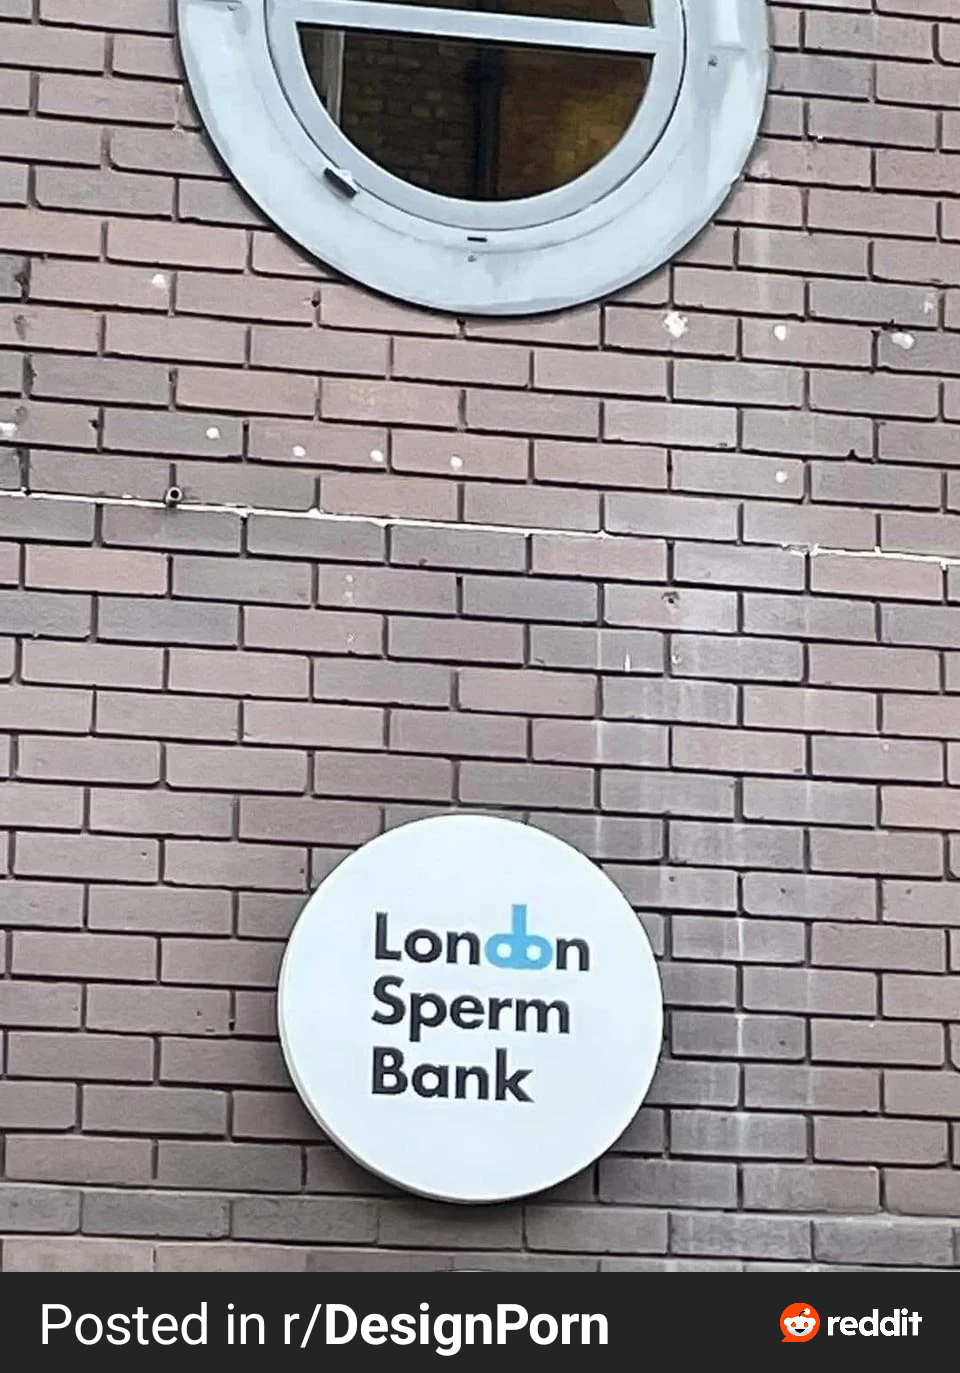 London
Sperm
Bank
Posted in r/DesignPorn
reddit